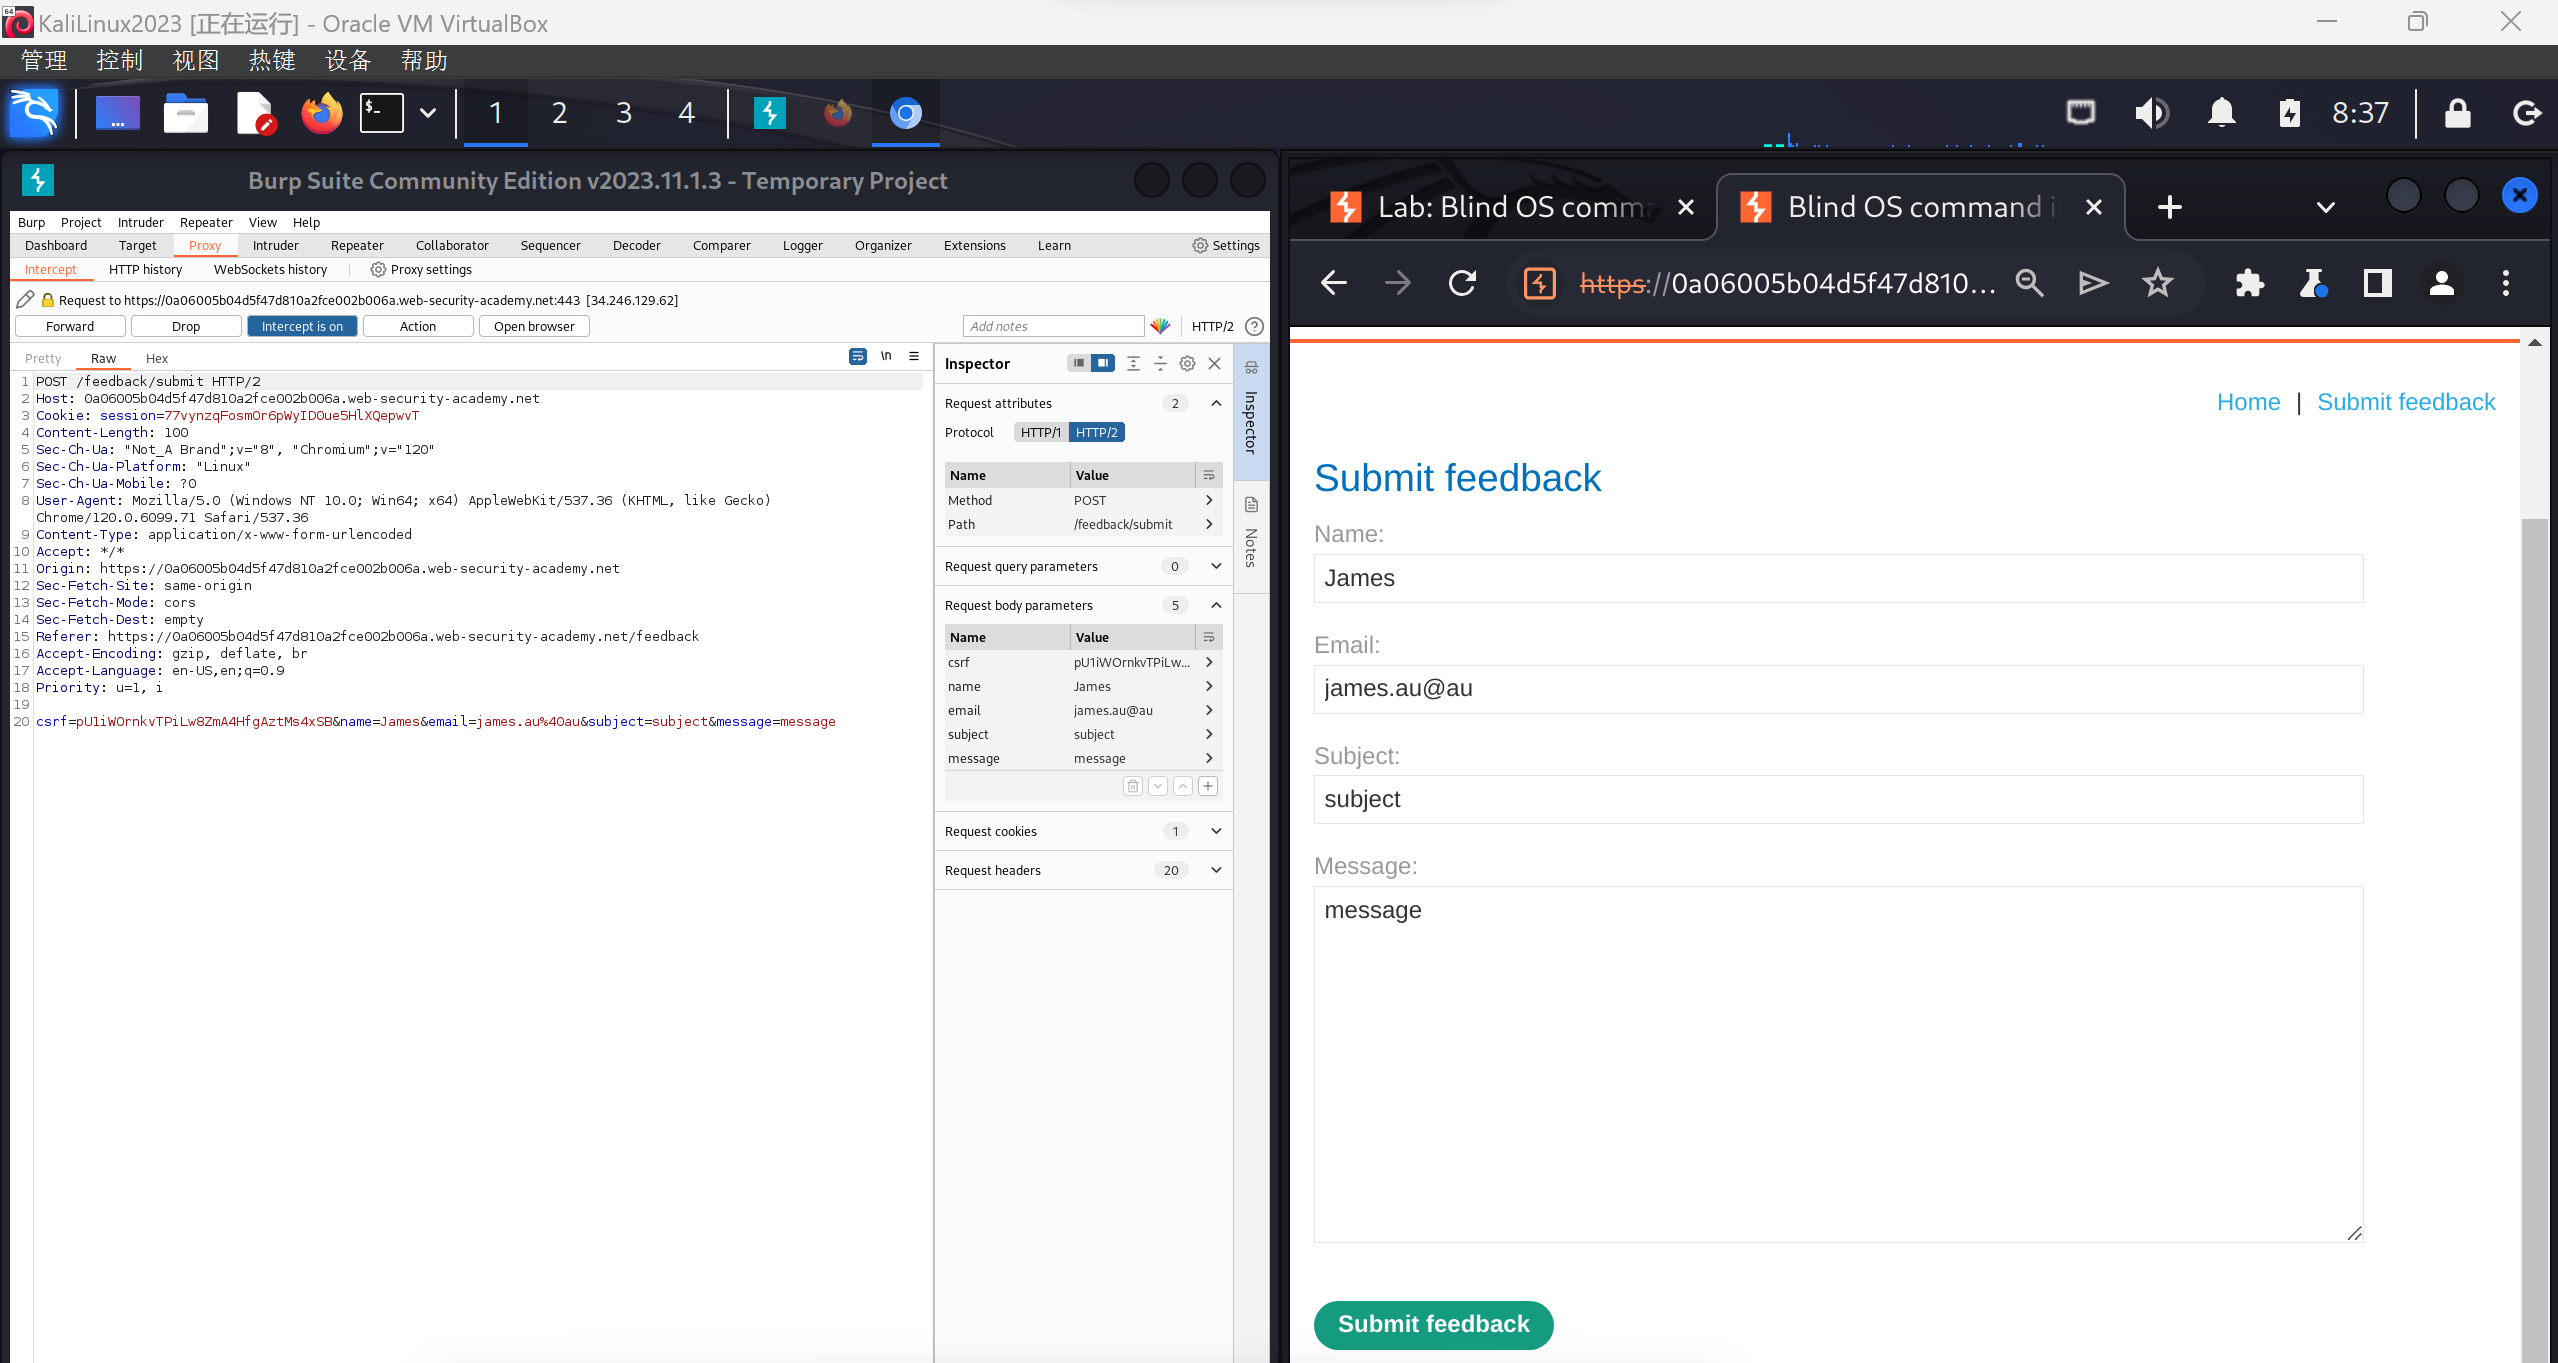 KaliLinux2023 [正在运行] - Oracle VM VirtualBox
管理 控制 视图 热键 设备 帮助
1 2 3 4 8:37
Burp Suite Community Edition v2023.11.1.3 - Temporary Project
Burp Project Intruder Repeater View Help
Dashboard Target Proxy Intruder Repeater Collaborator Sequencer Decoder Comparer Logger Organizer Extensions Learn Settings
Intercept HTTP history WebSockets history Proxy settings
Request to https://0a06005b04d5f47d810a2fce002b006a.web-security-academy.net:443 [34.246.129.62]
Forward Drop Intercept is on Action Open browser Add notes HTTP/2
Pretty Raw Hex \n
1 POST /feedback/submit HTTP/2
2 Host: 0a06005b04d5f47d810a2fce002b006a.web-security-academy.net
3 Cookie: session=77vynzqFosmOr6pWyID0ue5HlXQepwvT
4 Content-Length: 100
5 Sec-Ch-Ua: "Not_A Brand";v="8", "Chromium";v="120"
6 Sec-Ch-Ua-Platform: "Linux"
7 Sec-Ch-Ua-Mobile: ?0
8 User-Agent: Mozilla/5.0 (Windows NT 10.0; Win64; x64) AppleWebKit/537.36 (KHTML, like Gecko)
Chrome/120.0.6099.71 Safari/537.36
9 Content-Type: application/x-www-form-urlencoded
10 Accept: */*
11 Origin: https://0a06005b04d5f47d810a2fce002b006a.web-security-academy.net
12 Sec-Fetch-Site: same-origin
13 Sec-Fetch-Mode: cors
14 Sec-Fetch-Dest: empty
15 Referer: https://0a06005b04d5f47d810a2fce002b006a.web-security-academy.net/feedback
16 Accept-Encoding: gzip, deflate, br
17 Accept-Language: en-US,en;q=0.9
18 Priority: u=1, i
19
20 csrf=pU1iWOrnkvTPiLw8ZmA4HfgAztMs4xSB&name=James&email=james.au%40au&subject=subject&message=message
Inspector
Request attributes 2
Protocol HTTP/1 HTTP/2
Name Value
Method POST
Path /feedback/submit
Request query parameters 0
Request body parameters 5
Name Value
csrf pU1iWOrnkvTPiLw...
name James
email james.au@au
subject subject
message message
Request cookies 1
Request headers 20
Inspector
Notes
Lab: Blind OS comma
Blind OS command i
https://0a06005b04d5f47d810...
Home | Submit feedback
Submit feedback
Name:
James
Email:
james.au@au
Subject:
subject
Message:
message
Submit feedback